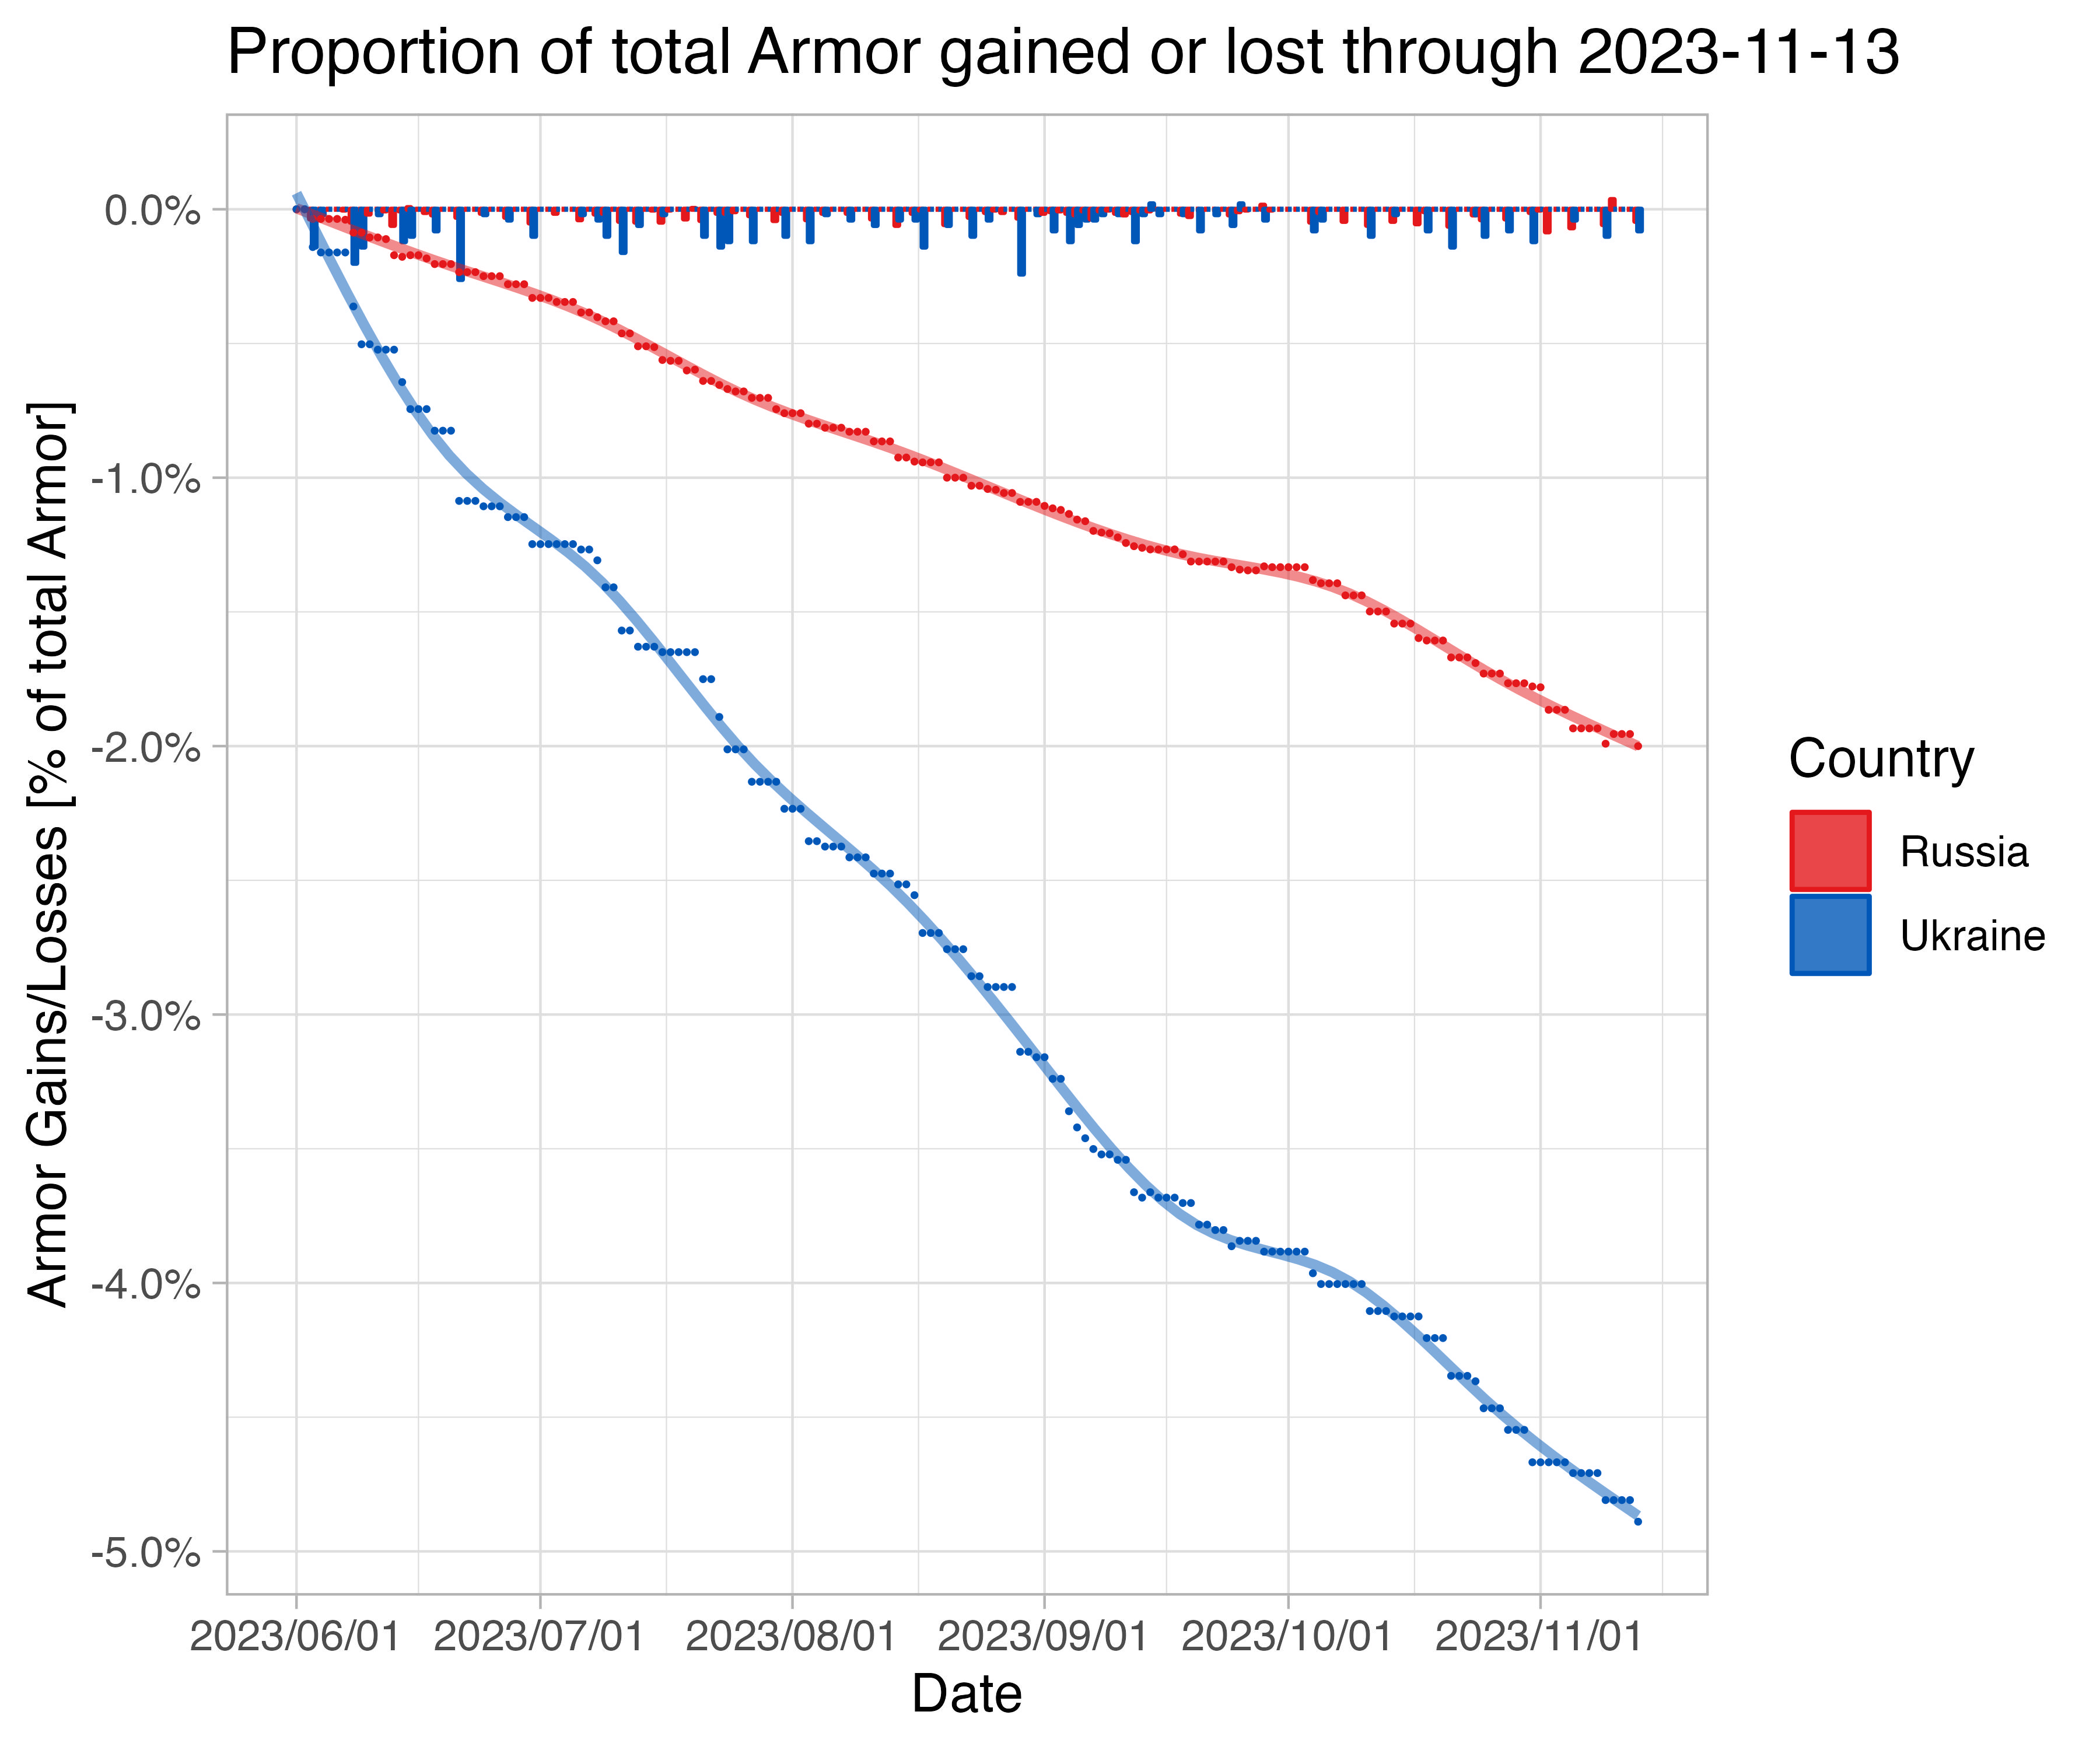 Proportion of total Armor gained or lost through 2023-11-13
Armor Gains/Losses [% of total Armor]
0.0%
-1.0%
-2.0%
-3.0%
-4.0%
-5.0%
2023/06/01 2023/07/01 2023/08/01 2023/09/01 2023/10/01 2023/11/01
Date
Country
Russia
Ukraine